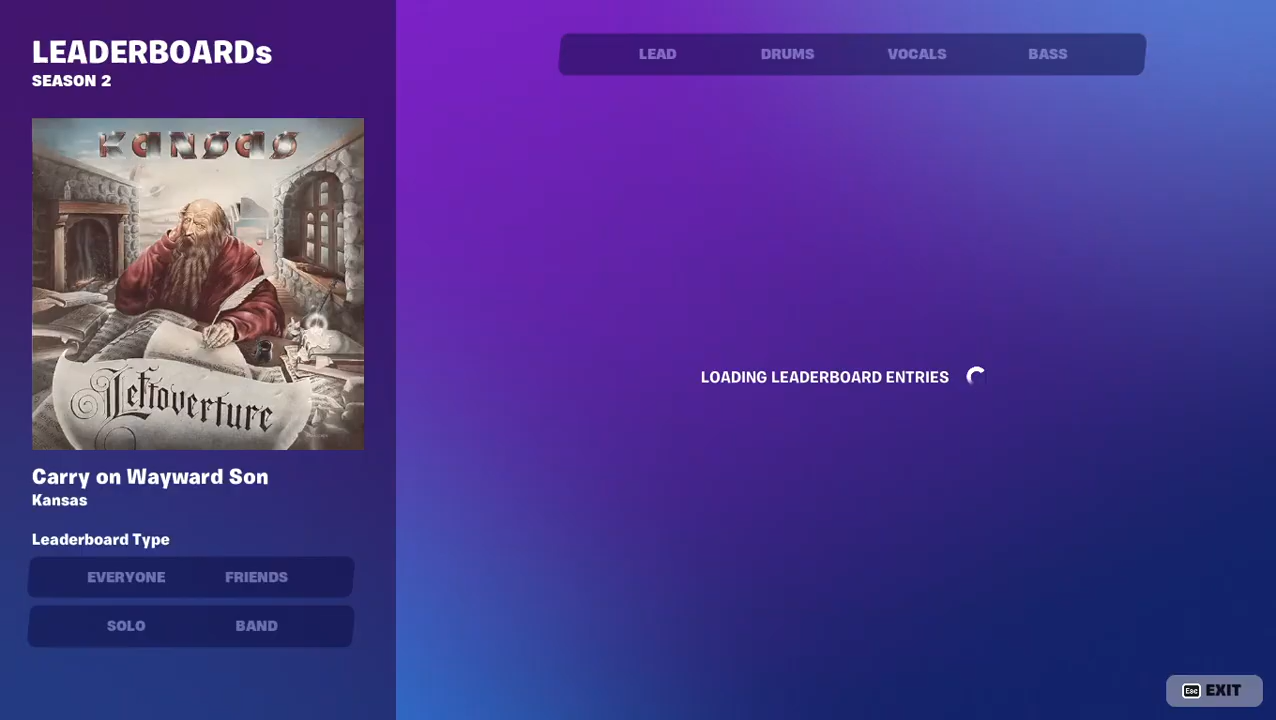 LEADERBOARDs
SEASON 2
KANSAS
Leftoverture
Carry on Wayward Son
Kansas
Leaderboard Type
EVERYONE FRIENDS
SOLO BAND
LEAD DRUMS VOCALS BASS
LOADING LEADERBOARD ENTRIES
Esc EXIT